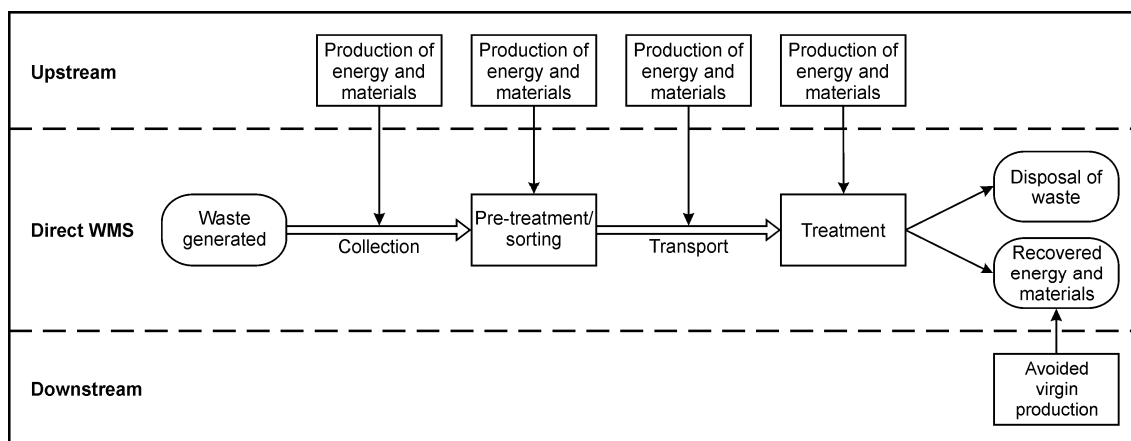 Upstream
Production of
energy and
materials
Production of
energy and
materials
Production of
energy and
materials
Production of
energy and
materials
Direct WMS
Waste
generated
Collection
Pre-treatment/
sorting
Transport
Treatment
Disposal of
waste
Recovered
energy and
materials
Downstream
Avoided
virgin
production